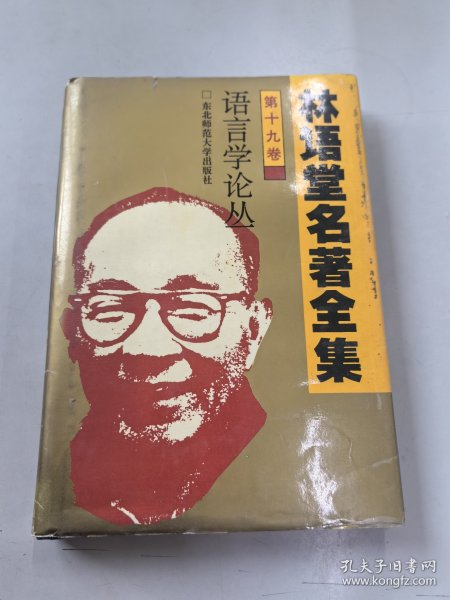 林语堂名著全集
第十九卷
语言学论丛
□东北师范大学出版社
孔夫子旧书网
www.kongfz.com